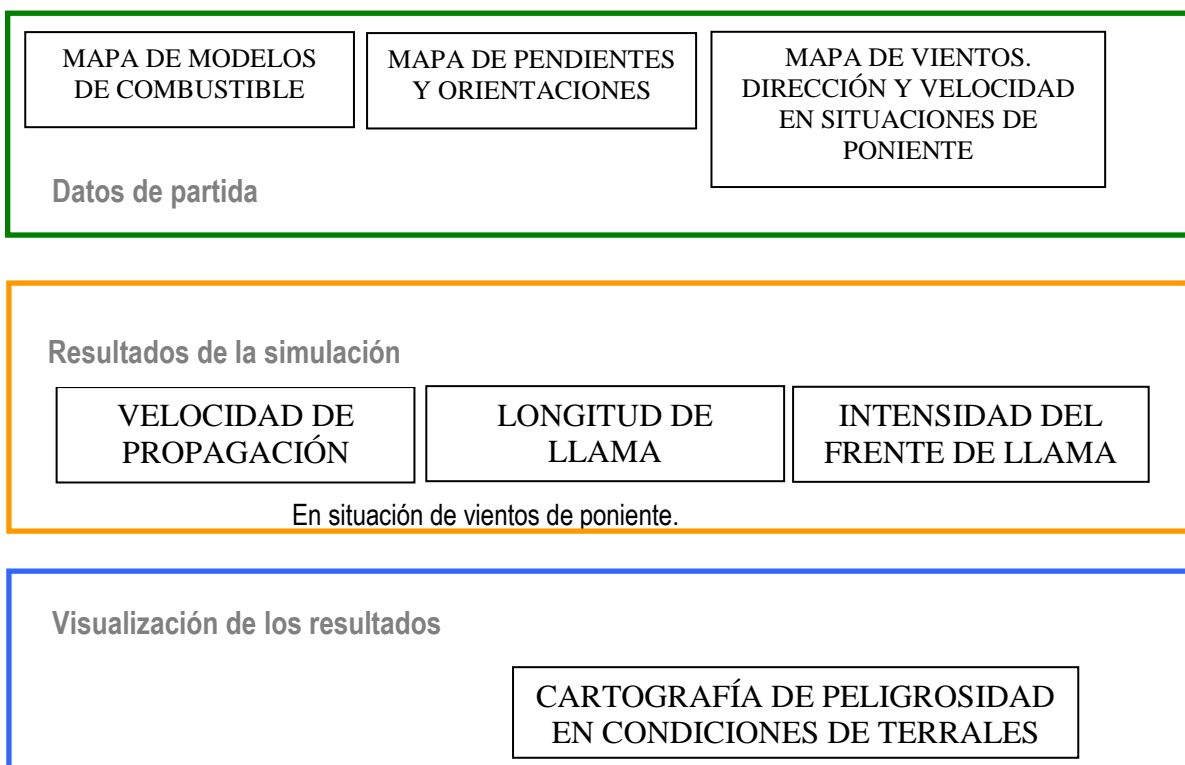 MAPA DE MODELOS
DE COMBUSTIBLE
MAPA DE PENDIENTES
Y ORIENTACIONES
MAPA DE VIENTOS.
DIRECCIÓN Y VELOCIDAD
EN SITUACIONES DE
PONIENTE
Datos de partida
Resultados de la simulación
VELOCIDAD DE
PROPAGACIÓN
LONGITUD DE
LLAMA
INTENSIDAD DEL
FRENTE DE LLAMA
En situación de vientos de poniente.
Visualización de los resultados
CARTOGRAFÍA DE PELIGROSIDAD
EN CONDICIONES DE TERRALES